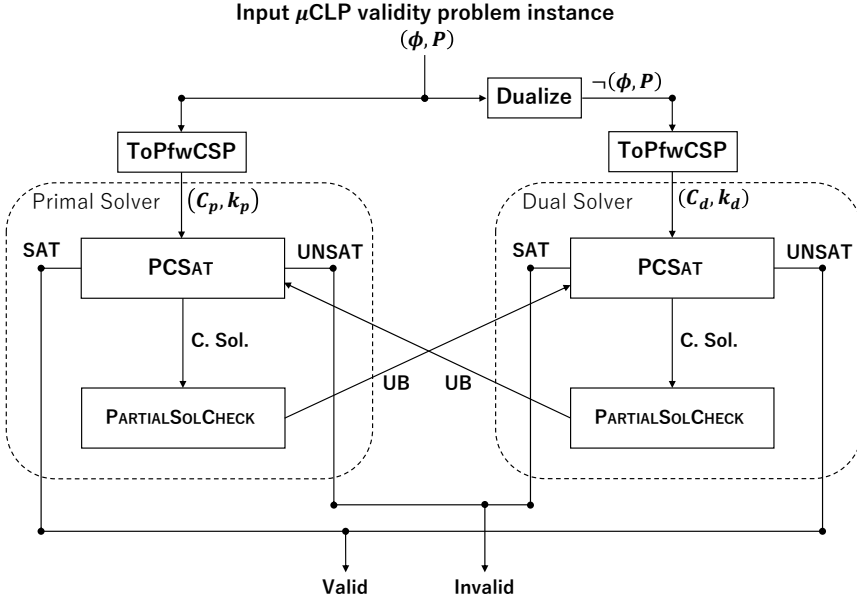 Input μCLP validity problem instance
(ϕ, P)
Dualize
¬(ϕ, P)
ToPfwCSP
ToPfwCSP
Primal Solver
(C_p, k_p)
Dual Solver
(C_d, k_d)
SAT
UNSAT
SAT
UNSAT
PCSAT
PCSAT
C. Sol.
C. Sol.
UB
UB
PARTIALSOLCHECK
PARTIALSOLCHECK
Valid
Invalid